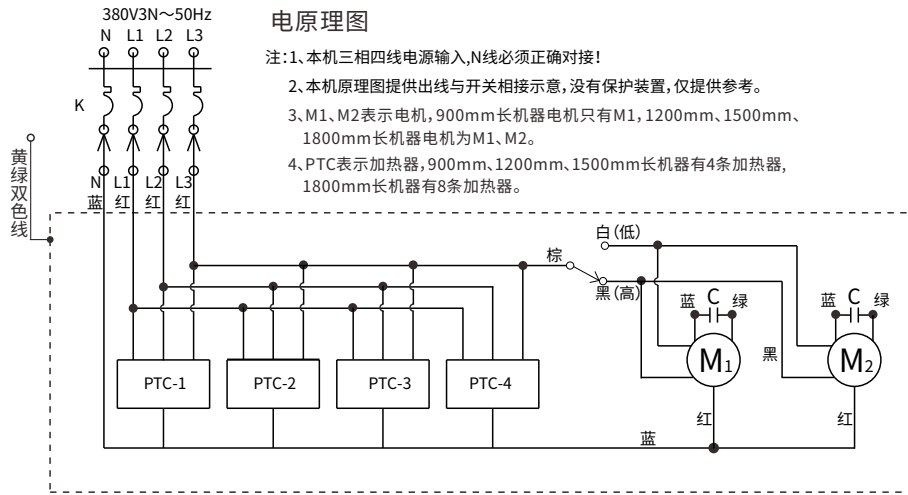 380V3N～50Hz
N L1 L2 L3
电原理图
注：1、本机三相四线电源输入,N线必须正确对接！
2、本机原理图提供出线与开关相接示意，没有保护装置，仅提供参考。
3、M1、M2表示电机，900mm长机器电机只有M1，1200mm、1500mm、
1800mm长机器电机为M1、M2。
4、PTC表示加热器，900mm、1200mm、1500mm长机器有4条加热器，
1800mm长机器有8条加热器。
K
黄绿双色线
N L1 L2 L3
蓝 红 红 红
白（低）
棕
黑（高）
蓝 C 绿
蓝 C 绿
M1
M2
黑
PTC-1
PTC-2
PTC-3
PTC-4
红
红
蓝